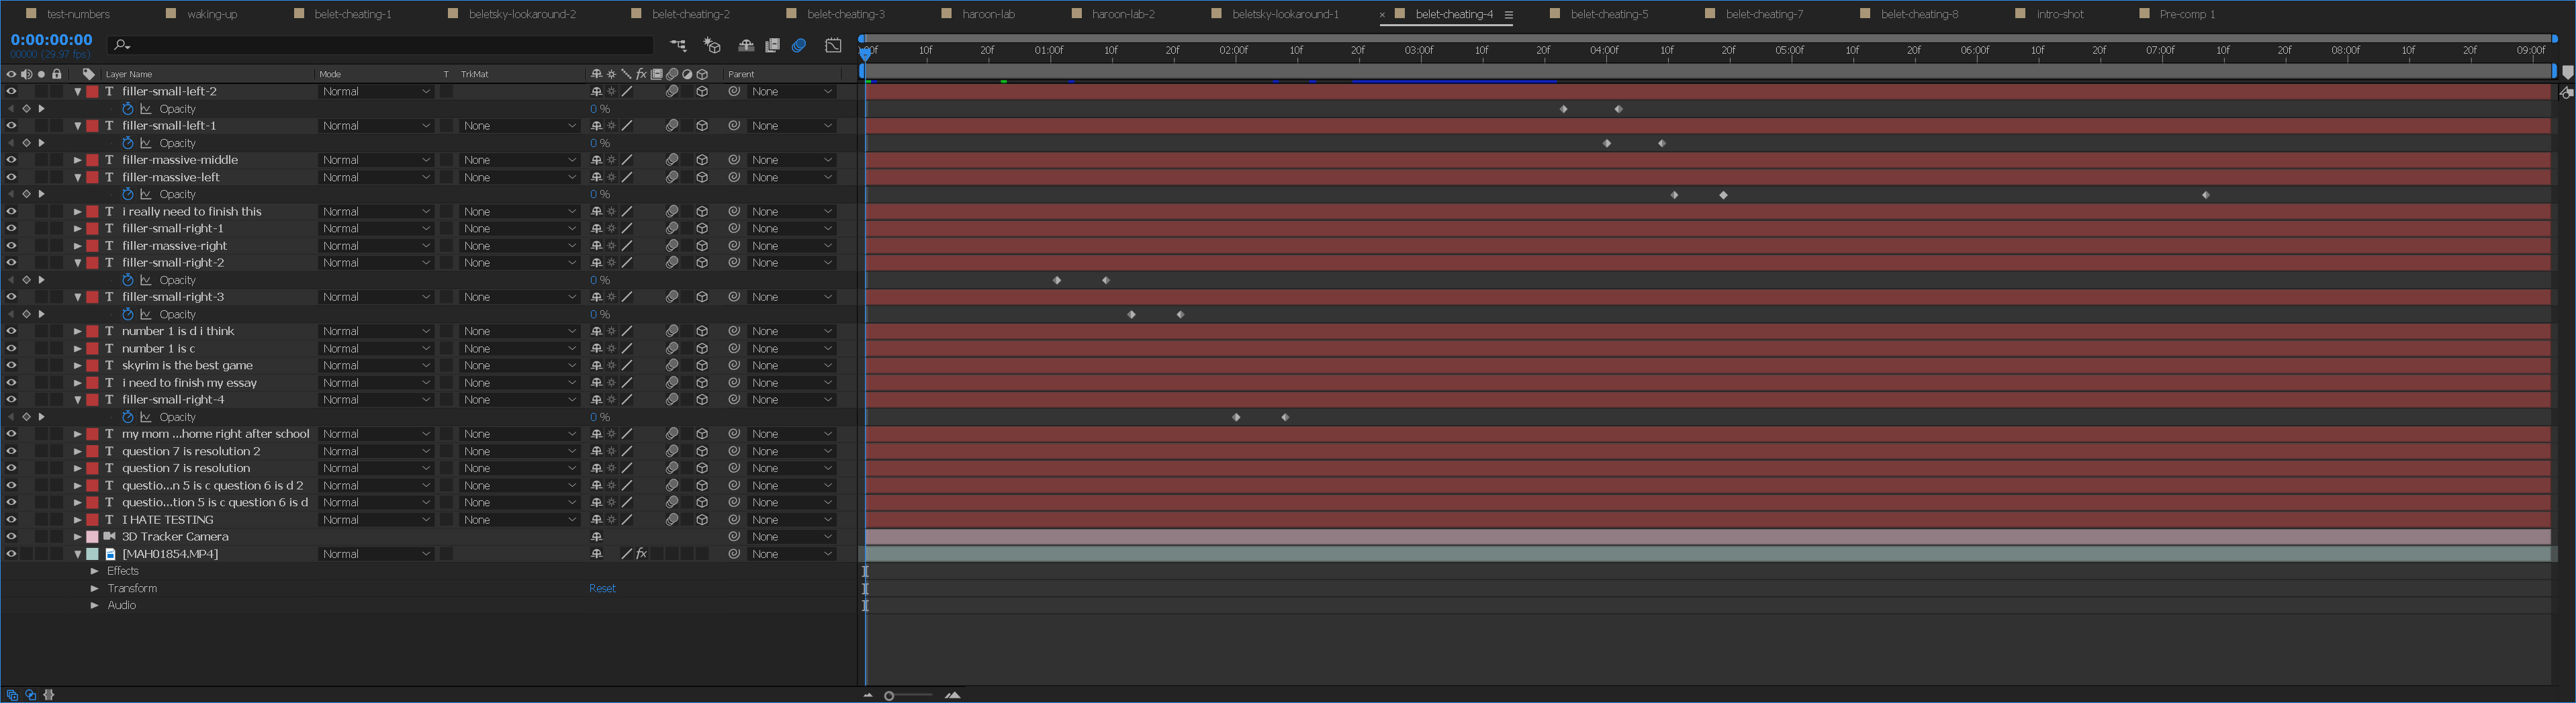 test-numbers waking-up belet-cheating-1 beletsky-lookaround-2 belet-cheating-2 belet-cheating-3 haroon-lab haroon-lab-2 beletsky-lookaround-1 × belet-cheating-4 belet-cheating-5 belet-cheating-7 belet-cheating-8 intro-shot Pre-comp 1
0:00:00:00
00000 (29.97 fps)
:00f 10f 20f 01:00f 10f 20f 02:00f 10f 20f 03:00f 10f 20f 04:00f 10f 20f 05:00f 10f 20f 06:00f 10f 20f 07:00f 10f 20f 08:00f 10f 20f 09:00f
Layer Name Mode T TrkMat fx Parent
T filler-small-left-2 Normal None
Opacity 0 %
T filler-small-left-1 Normal None None
Opacity 0 %
T filler-massive-middle Normal None None
T filler-massive-left Normal None None
Opacity 0 %
T i really need to finish this Normal None None
T filler-small-right-1 Normal None None
T filler-massive-right Normal None None
T filler-small-right-2 Normal None None
Opacity 0 %
T filler-small-right-3 Normal None None
Opacity 0 %
T number 1 is d i think Normal None None
T number 1 is c Normal None None
T skyrim is the best game Normal None None
T i need to finish my essay Normal None None
T filler-small-right-4 Normal None None
Opacity 0 %
T my mom ...home right after school Normal None None
T question 7 is resolution 2 Normal None None
T question 7 is resolution Normal None None
T questio...n 5 is c question 6 is d 2 Normal None None
T questio...tion 5 is c question 6 is d Normal None None
T I HATE TESTING Normal None None
3D Tracker Camera None
[MAH01854.MP4] Normal fx None
Effects
Transform Reset
Audio